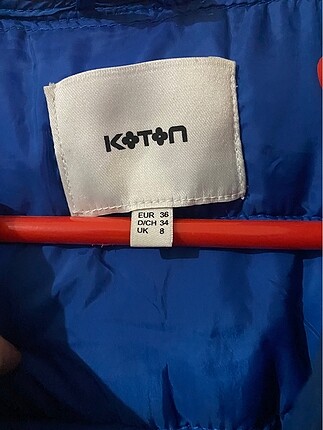 KOTON
EUR 36
D/CH 34
UK 8